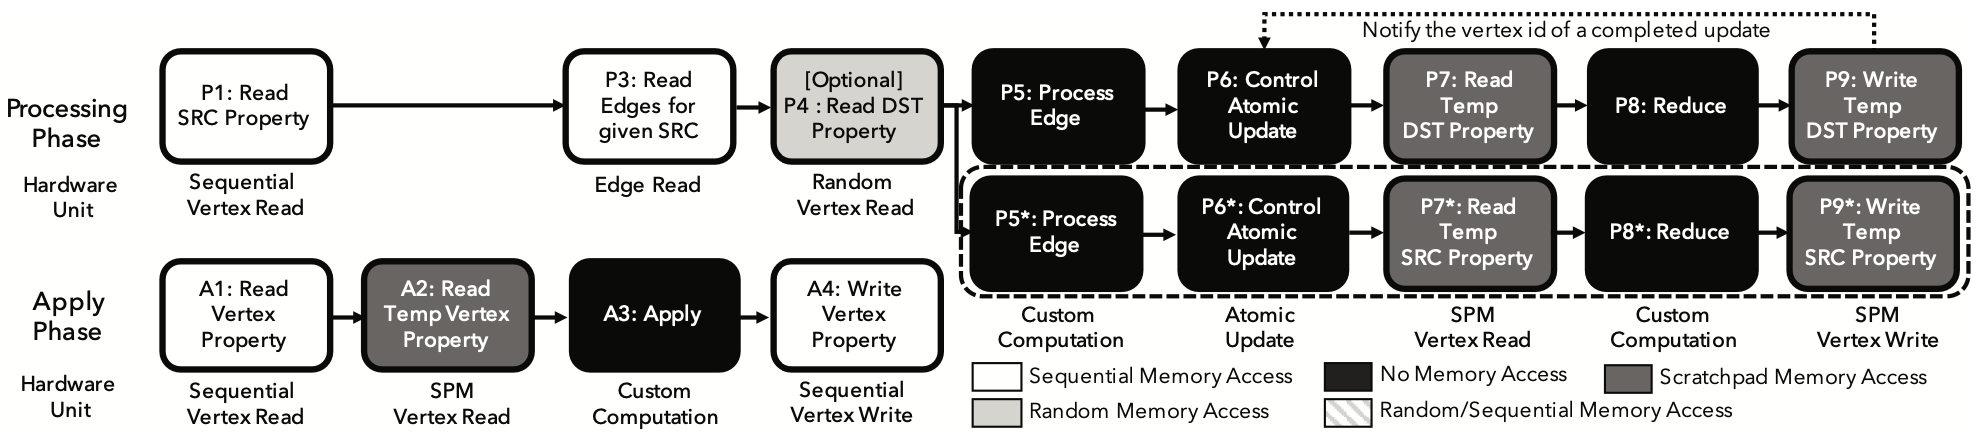 Notify the vertex id of a completed update
Processing
Phase
P1: Read
SRC Property
P3: Read
Edges for
given SRC
[Optional]
P4 : Read DST
Property
P5: Process
Edge
P6: Control
Atomic
Update
P7: Read
Temp
DST Property
P8: Reduce
P9: Write
Temp
DST Property
Hardware
Unit
Sequential
Vertex Read
Edge Read
Random
Vertex Read
P5*: Process
Edge
P6*: Control
Atomic
Update
P7*: Read
Temp
SRC Property
P8*: Reduce
P9*: Write
Temp
SRC Property
Custom
Computation
Atomic
Update
SPM
Vertex Read
Custom
Computation
SPM
Vertex Write
Apply
Phase
A1: Read
Vertex
Property
A2: Read
Temp Vertex
Property
A3: Apply
A4: Write
Vertex
Property
Hardware
Unit
Sequential
Vertex Read
SPM
Vertex Read
Custom
Computation
Sequential
Vertex Write
Sequential Memory Access
No Memory Access
Scratchpad Memory Access
Random Memory Access
Random/Sequential Memory Access